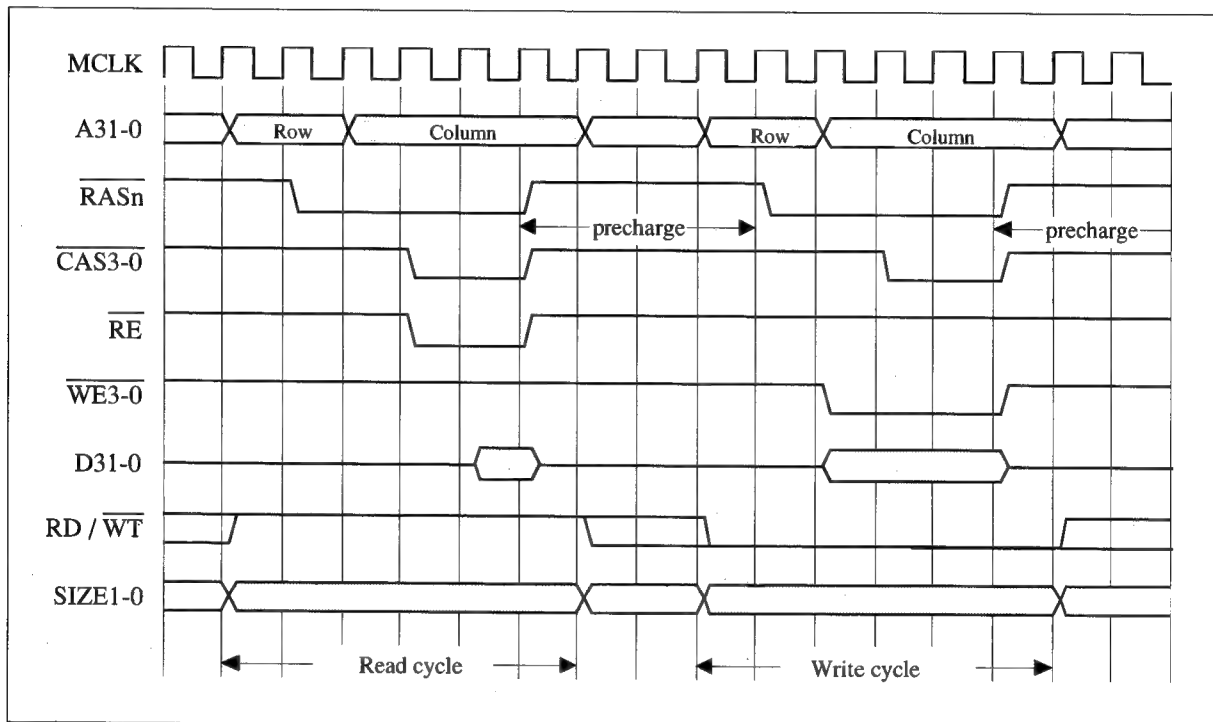 MCLK
A31-0 Row Column Row Column
RASn
precharge precharge
CAS3-0
RE
WE3-0
D31-0
RD / WT
SIZE1-0
Read cycle Write cycle